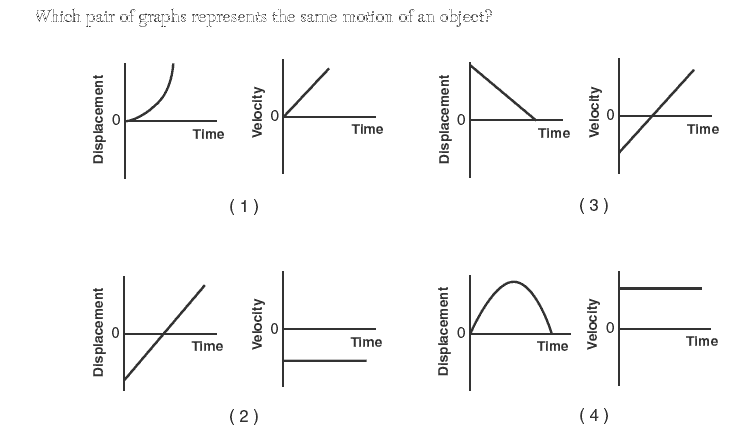 Which pair of graphs represents the same motion of an object?
Displacement
0
Time
Velocity
0
Time
( 1 )
Displacement
0
Time
Velocity
0
Time
( 3 )
Displacement
0
Time
Velocity
0
Time
( 2 )
Displacement
0
Time
Velocity
0
Time
( 4 )